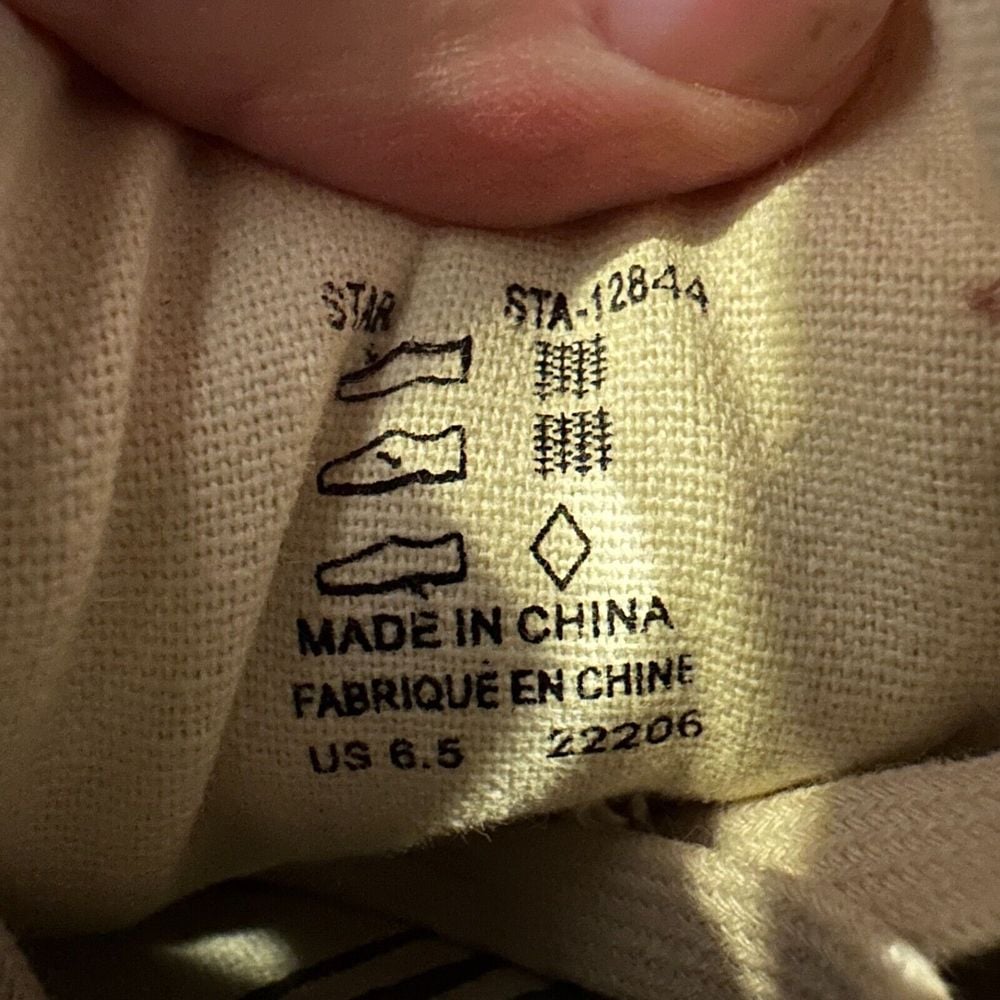 STAR STA-12844
MADE IN CHINA
FABRIQUÉ EN CHINE
US 6.5 22206